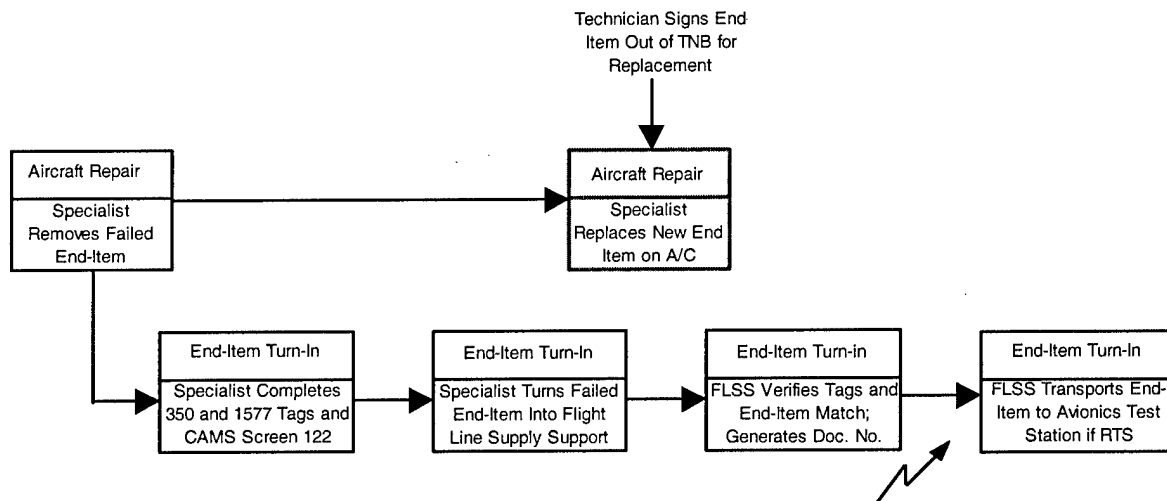 Technician Signs End
Item Out of TNB for
Replacement
Aircraft Repair
Specialist
Removes Failed
End-Item
Aircraft Repair
Specialist
Replaces New End
Item on A/C
End-Item Turn-In
Specialist Completes
350 and 1577 Tags and
CAMS Screen 122
End-Item Turn-In
Specialist Turns Failed
End-Item Into Flight
Line Supply Support
End-Item Turn-in
FLSS Verifies Tags and
End-Item Match;
Generates Doc. No.
End-Item Turn-In
FLSS Transports End-
Item to Avionics Test
Station if RTS